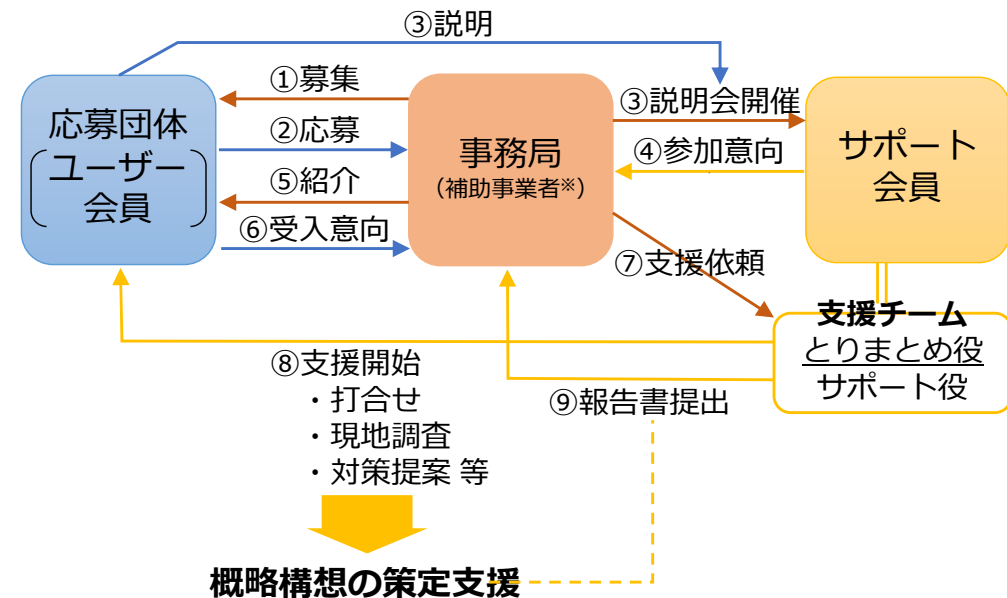 ③説明
①募集
②応募
⑤紹介
⑥受入意向
応募団体
ユーザー
会員
事務局
（補助事業者※）
③説明会開催
④参加意向
サポート
会員
⑦支援依頼
支援チーム
とりまとめ役
サポート役
⑧支援開始
・打合せ
・現地調査
・対策提案 等
⑨報告書提出
概略構想の策定支援